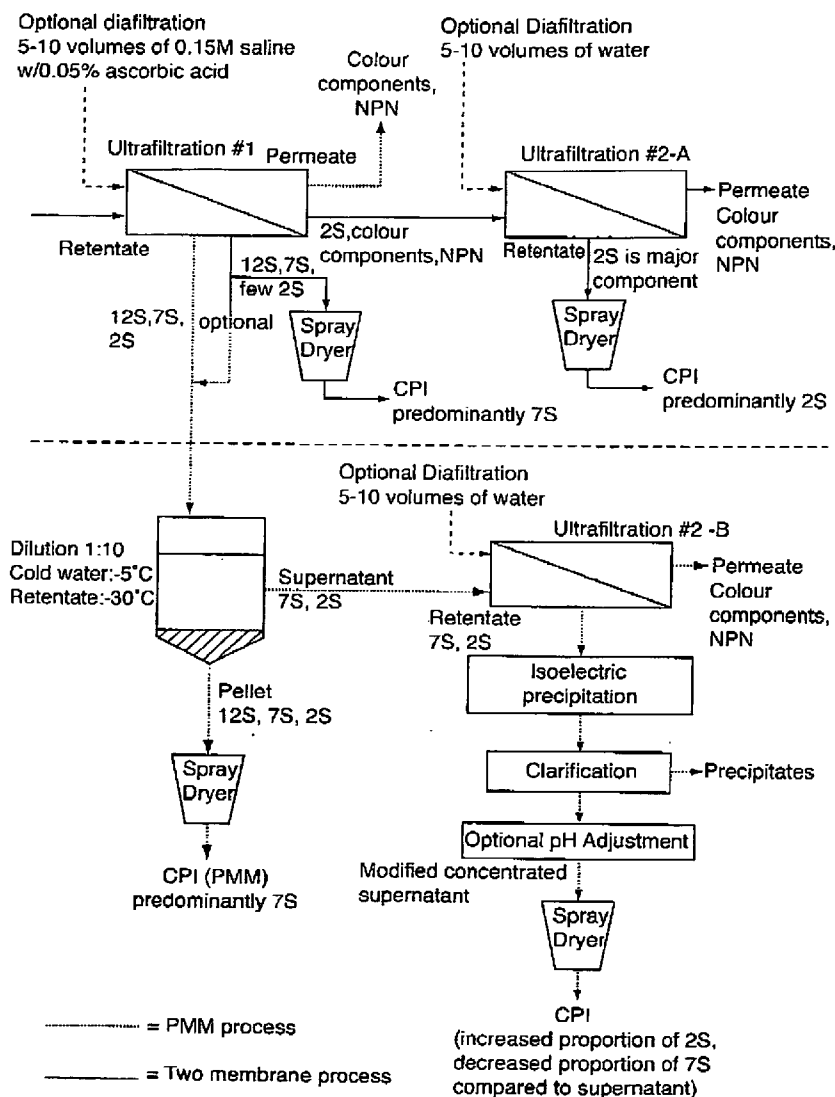 Optional diafiltration
5-10 volumes of 0.15M saline
w/0.05% ascorbic acid
Colour
components,
NPN
Optional Diafiltration
5-10 volumes of water
Ultrafiltration #1
Permeate
Ultrafiltration #2-A
Permeate
Colour
components,
NPN
Retentate
2S,colour
components,NPN
Retentate
2S is major
component
12S,7S,
few 2S
12S,7S,
2S
optional
Spray
Dryer
Spray
Dryer
CPI
predominantly 7S
CPI
predominantly 2S
Optional Diafiltration
5-10 volumes of water
Ultrafiltration #2 -B
Dilution 1:10
Cold water:-5°C
Retentate:-30°C
Supernatant
7S, 2S
Permeate
Colour
components,
NPN
Retentate
7S, 2S
Isoelectric
precipitation
Pellet
12S, 7S, 2S
Clarification
Precipitates
Spray
Dryer
Optional pH Adjustment
Modified concentrated
supernatant
CPI (PMM)
predominantly 7S
Spray
Dryer
CPI
(increased proportion of 2S,
decreased proportion of 7S
compared to supernatant)
= PMM process
= Two membrane process